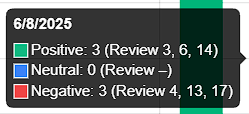 6/8/2025
Positive: 3 (Review 3, 6, 14)
Neutral: 0 (Review –)
Negative: 3 (Review 4, 13, 17)